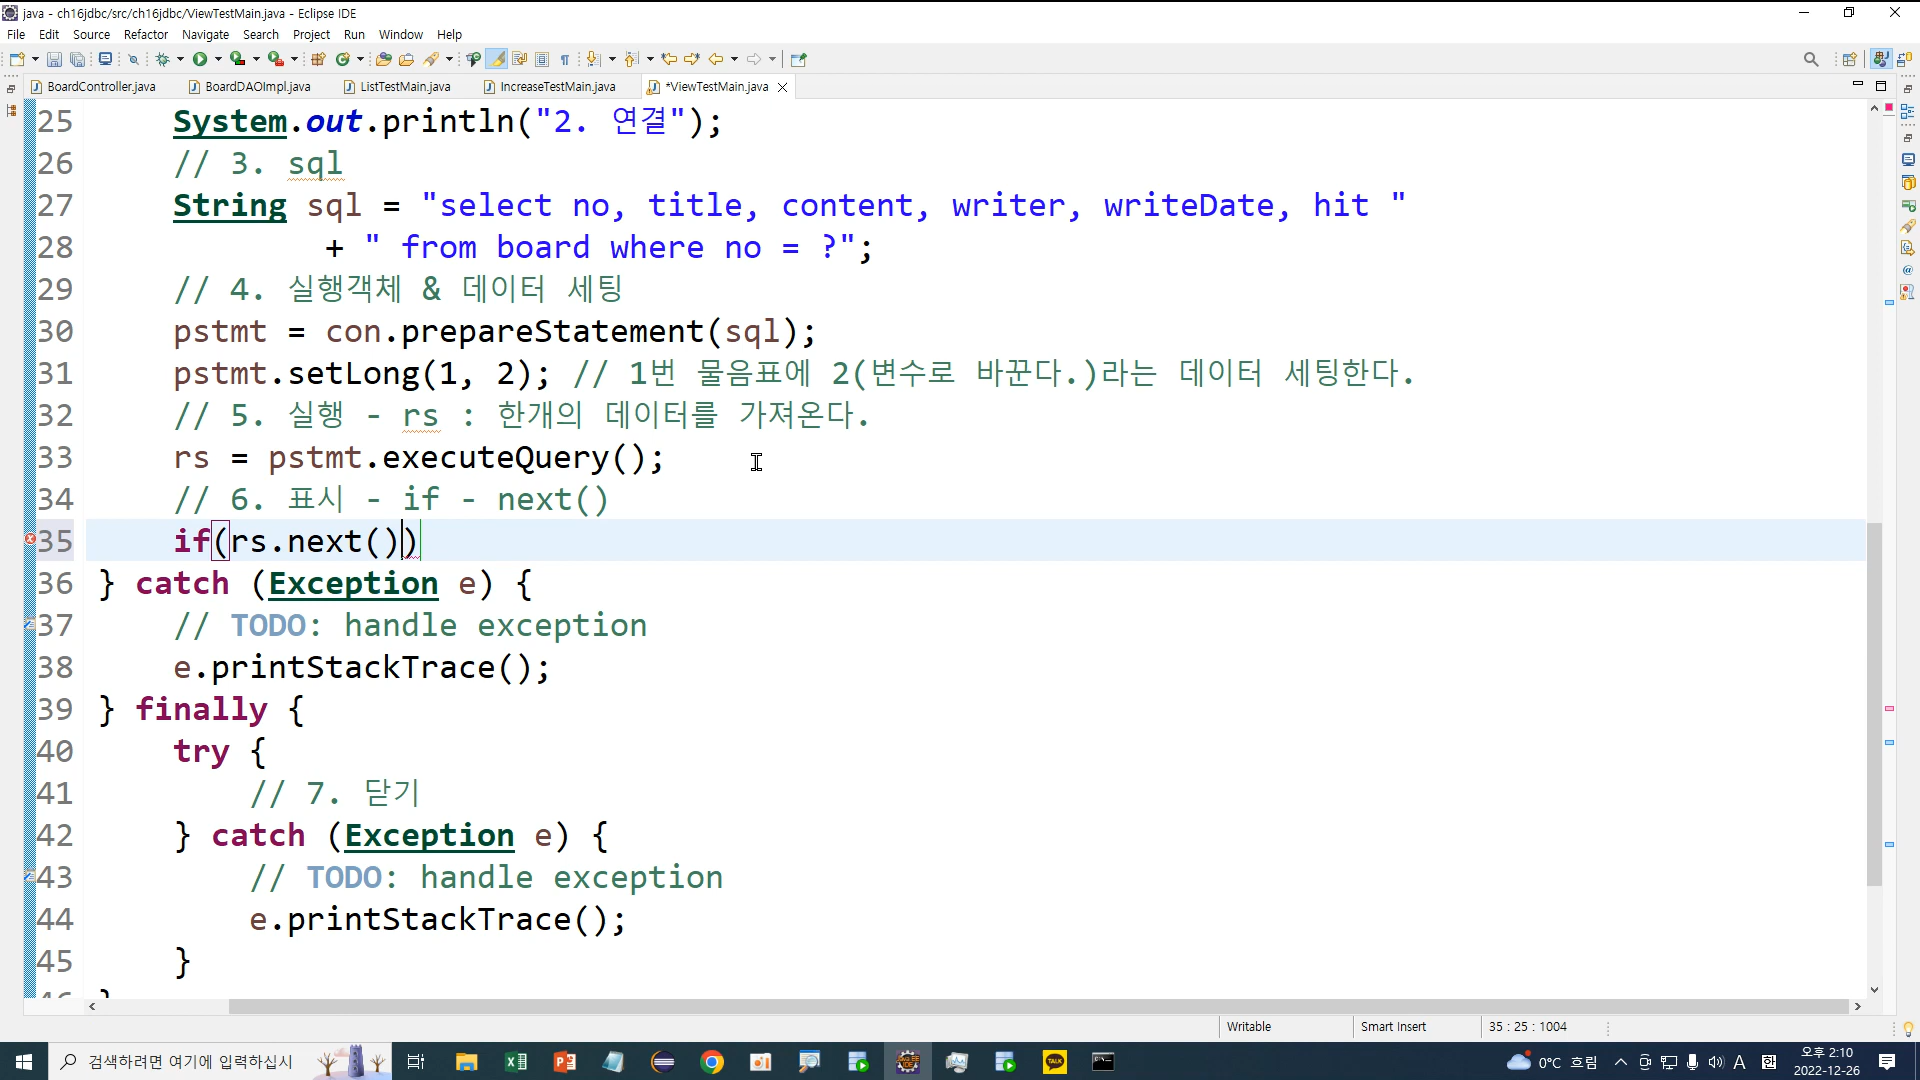 java - ch16jdbc/src/ch16jdbc/ViewTestMain.java - Eclipse IDE
File Edit Source Refactor Navigate Search Project Run Window Help
BoardController.java BoardDAOImpl.java ListTestMain.java IncreaseTestMain.java *ViewTestMain.java
25 System.out.println("2. 연결");
26 // 3. sql
27 String sql = "select no, title, content, writer, writeDate, hit "
28 + " from board where no = ?";
29 // 4. 실행객체 & 데이터 세팅
30 pstmt = con.prepareStatement(sql);
31 pstmt.setLong(1, 2); // 1번 물음표에 2(변수로 바꾼다.)라는 데이터 세팅한다.
32 // 5. 실행 - rs : 한개의 데이터를 가져온다.
33 rs = pstmt.executeQuery();
34 // 6. 표시 - if - next()
35 if(rs.next())
36 } catch (Exception e) {
37 // TODO: handle exception
38 e.printStackTrace();
39 } finally {
40 try {
41 // 7. 닫기
42 } catch (Exception e) {
43 // TODO: handle exception
44 e.printStackTrace();
45 }
46 }
Writable Smart Insert 35 : 25 : 1004
검색하려면 여기에 입력하십시 TALK 0°C 흐림 A 오후 2:10
2022-12-26